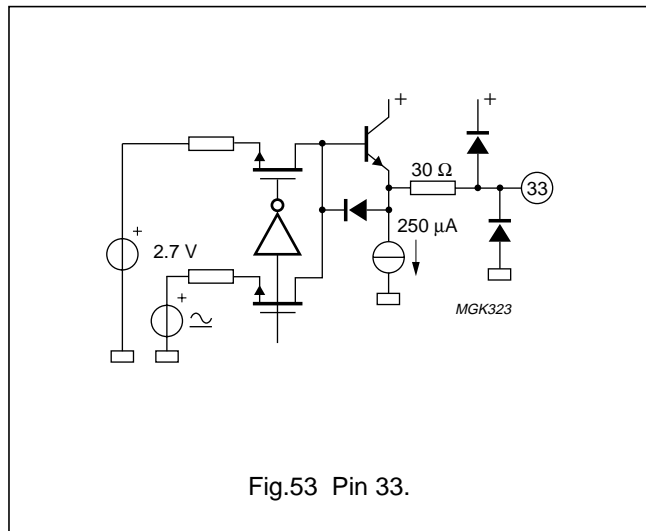 +
+
30 Ω
33
+
2.7 V
250 μA
+
MGK323
Fig.53 Pin 33.